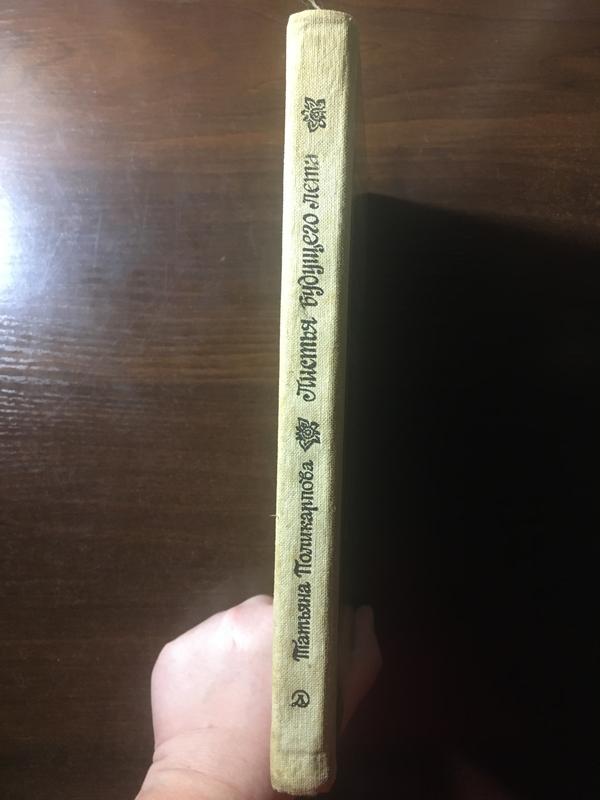 Татьяна Поликарпова
Листья будущего лета